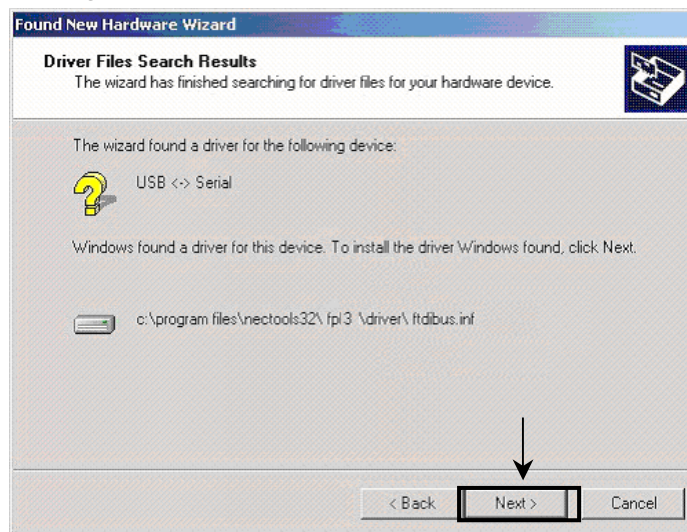 Found New Hardware Wizard
Driver Files Search Results
The wizard has finished searching for driver files for your hardware device.
The wizard found a driver for the following device:
USB <-> Serial
Windows found a driver for this device. To install the driver Windows found, click Next.
c:\program files\nectools32\ fpl3 \driver\ ftdibus.inf
< Back Next > Cancel